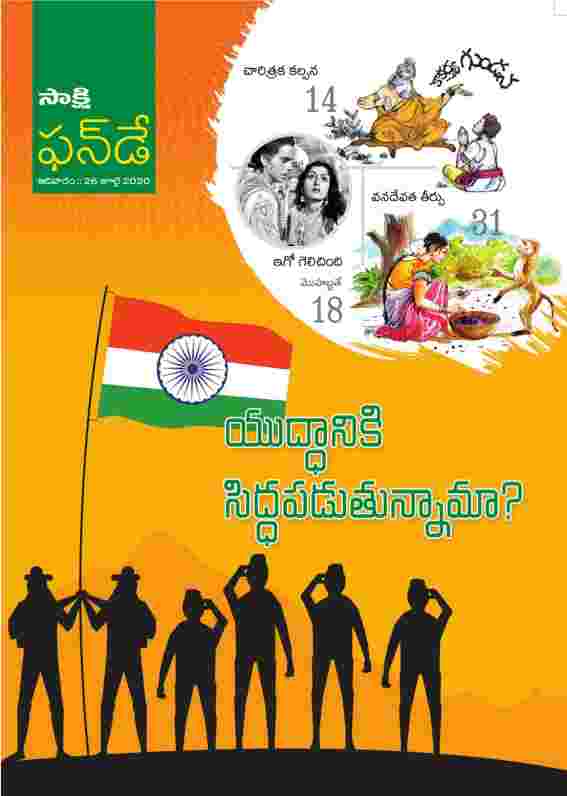 సాక్షి
ఫన్‌డే
ఆదివారం :: 26 జూలై 2020
చారిత్రక కల్పన
14
వనదేవత తీర్పు
31
ఇగో గెలిచింది
మొహబ్బతే
18
యుద్ధానికి
సిద్ధపడుతున్నామా?